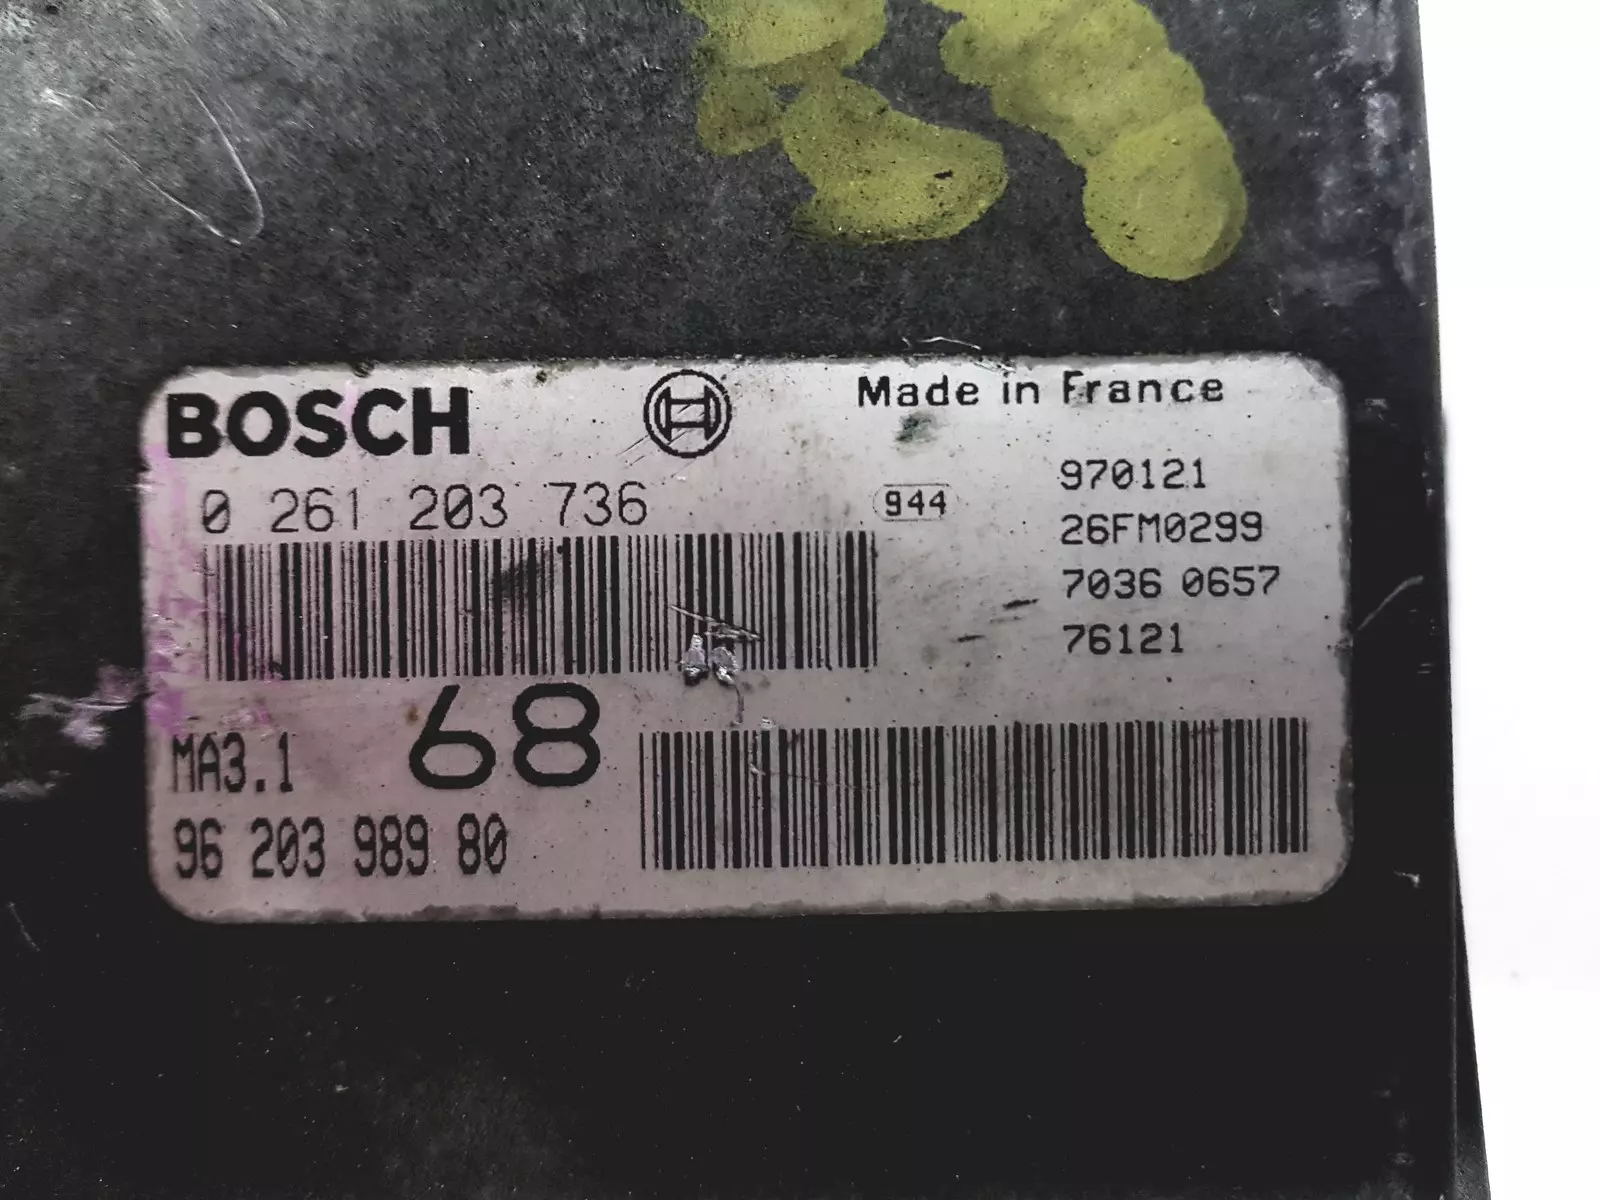 BOSCH
Made in France
0 261 203 736
944
970121
26FM0299
7036 0657
76121
68
MA3.1
96 203 989 80